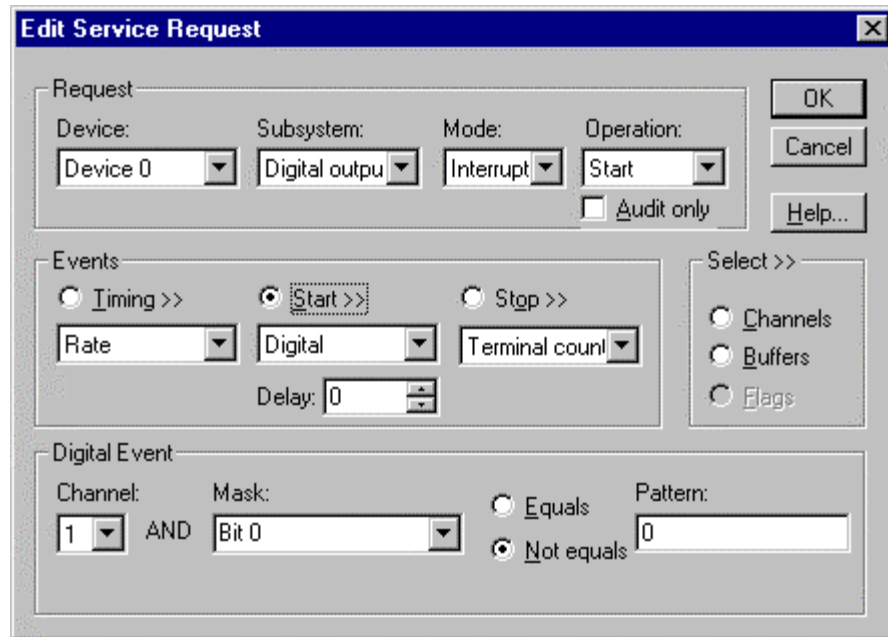 Edit Service Request
Request
OK
Device: Subsystem: Mode: Operation:
Device 0 Digital outpu Interrupt Start
Cancel
Audit only
Help...
Events
Select >>
Timing >> Start >> Stop >>
Rate Digital Terminal count
Channels
Buffers
Delay: 0
Flags
Digital Event
Channel: Mask: Pattern:
Equals
1 AND Bit 0 0
Not equals